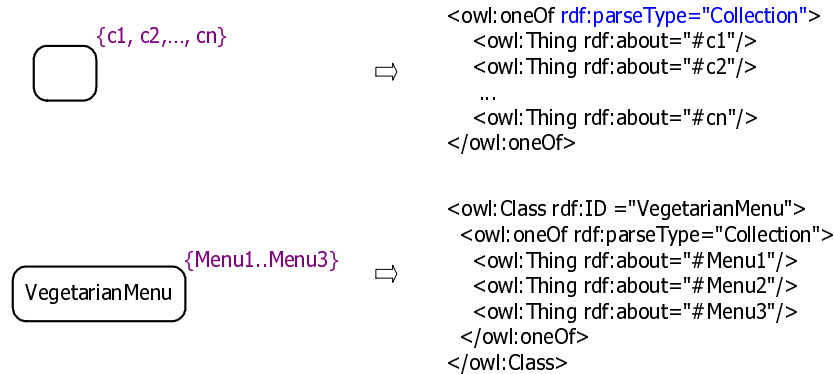 {c1, c2,..., cn}
<owl:oneOf rdf:parseType="Collection">
<owl:Thing rdf:about="#c1"/>
<owl:Thing rdf:about="#c2"/>
...
<owl:Thing rdf:about="#cn"/>
</owl:oneOf>
{Menu1..Menu3}
VegetarianMenu
<owl:Class rdf:ID ="VegetarianMenu">
<owl:oneOf rdf:parseType="Collection">
<owl:Thing rdf:about="#Menu1"/>
<owl:Thing rdf:about="#Menu2"/>
<owl:Thing rdf:about="#Menu3"/>
</owl:oneOf>
</owl:Class>